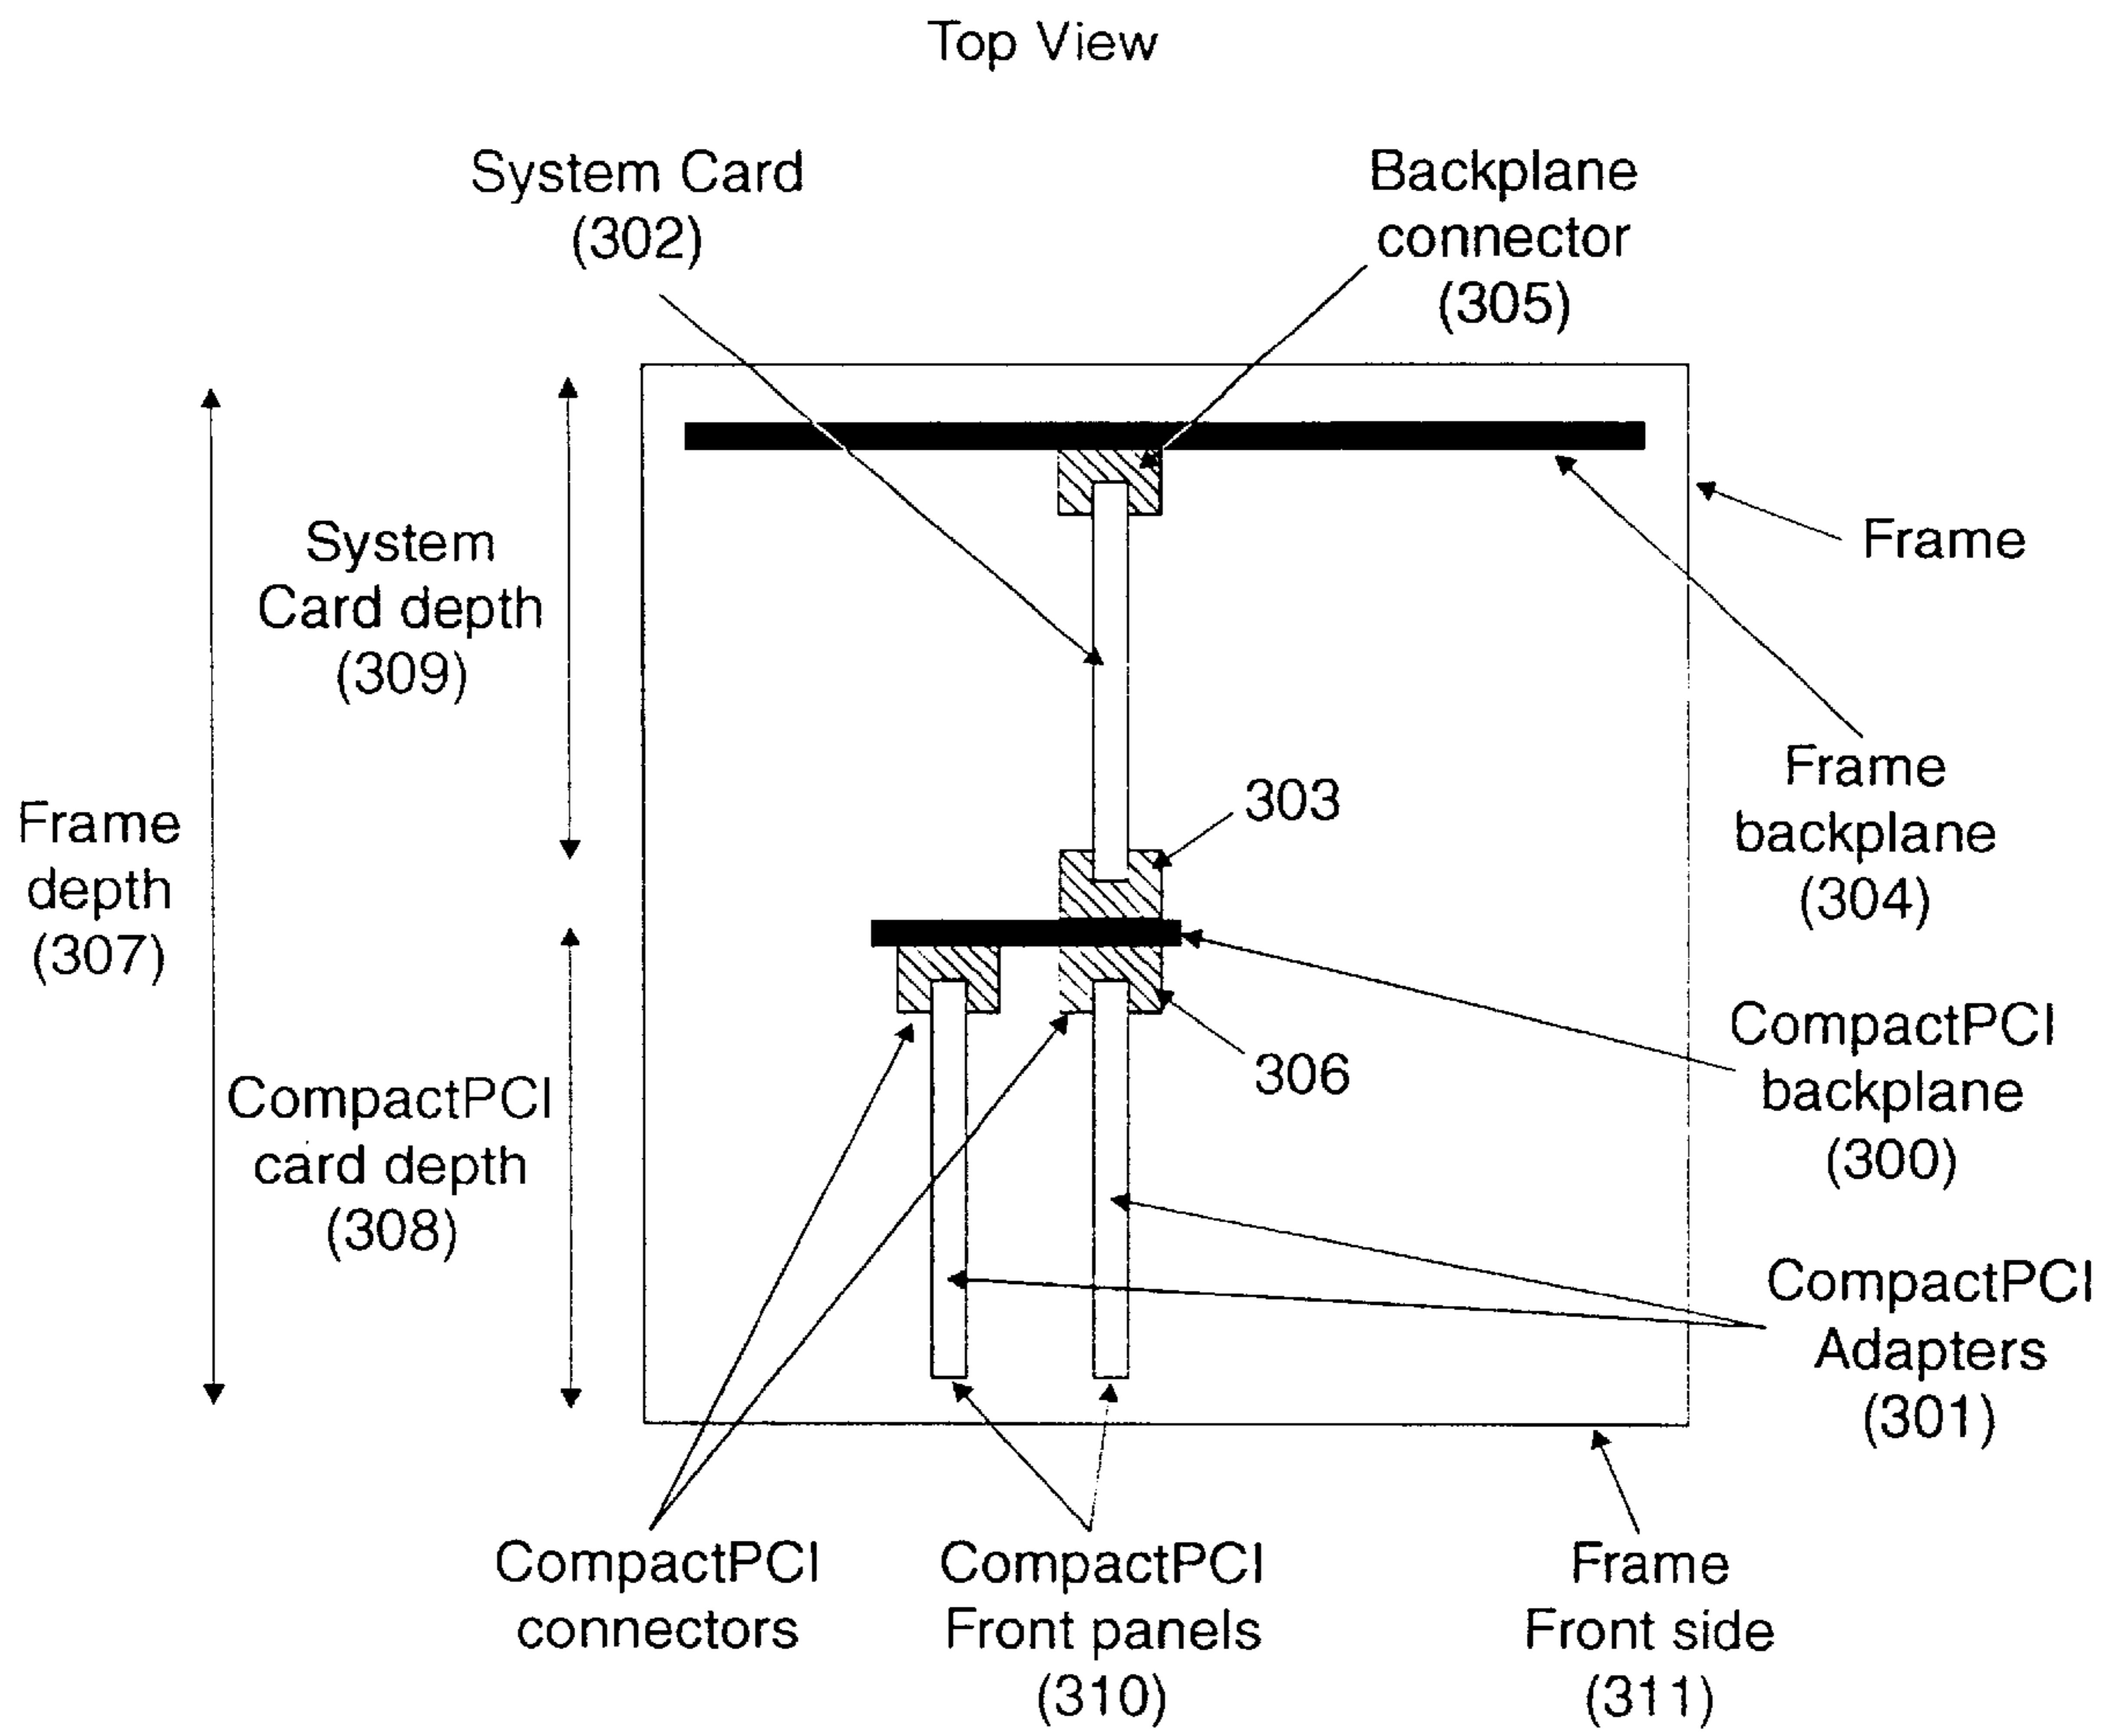 Top View
System Card
(302)
Backplane
connector
(305)
System
Card depth
(309)
Frame
Frame
depth
(307)
303
Frame
backplane
(304)
306
CompactPCI
backplane
(300)
CompactPCI
card depth
(308)
CompactPCI
Adapters
(301)
CompactPCI
connectors
CompactPCI
Front panels
(310)
Frame
Front side
(311)